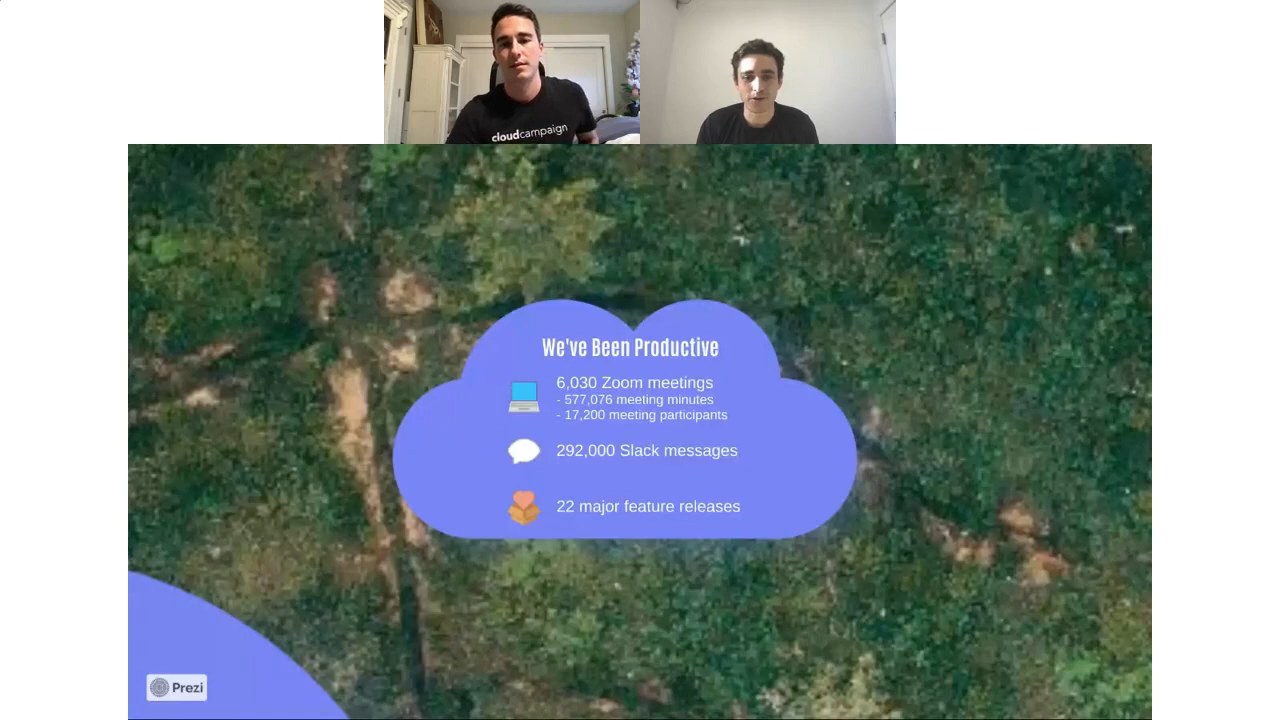 cloudcampaign
We've Been Productive
6,030 Zoom meetings
- 577,076 meeting minutes
- 17,200 meeting participants
292,000 Slack messages
22 major feature releases
Prezi